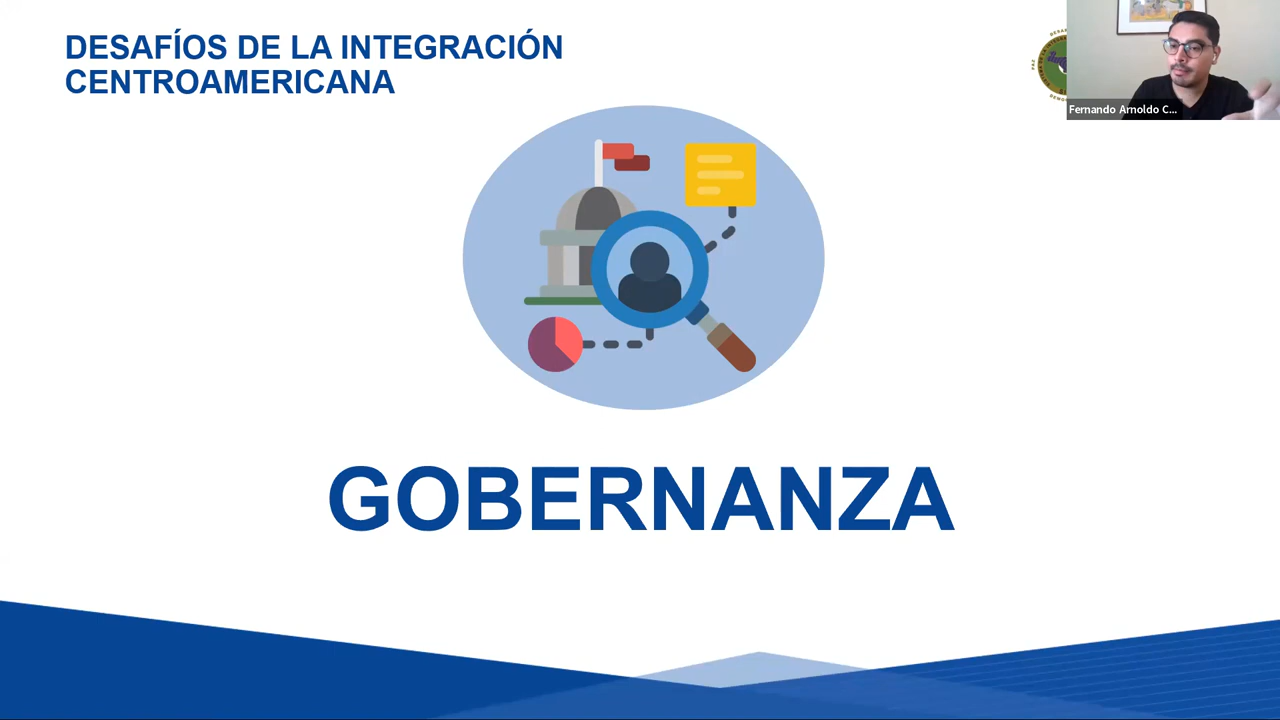 DESAFÍOS DE LA INTEGRACIÓN
CENTROAMERICANA
Fernando Arnoldo C...
GOBERNANZA